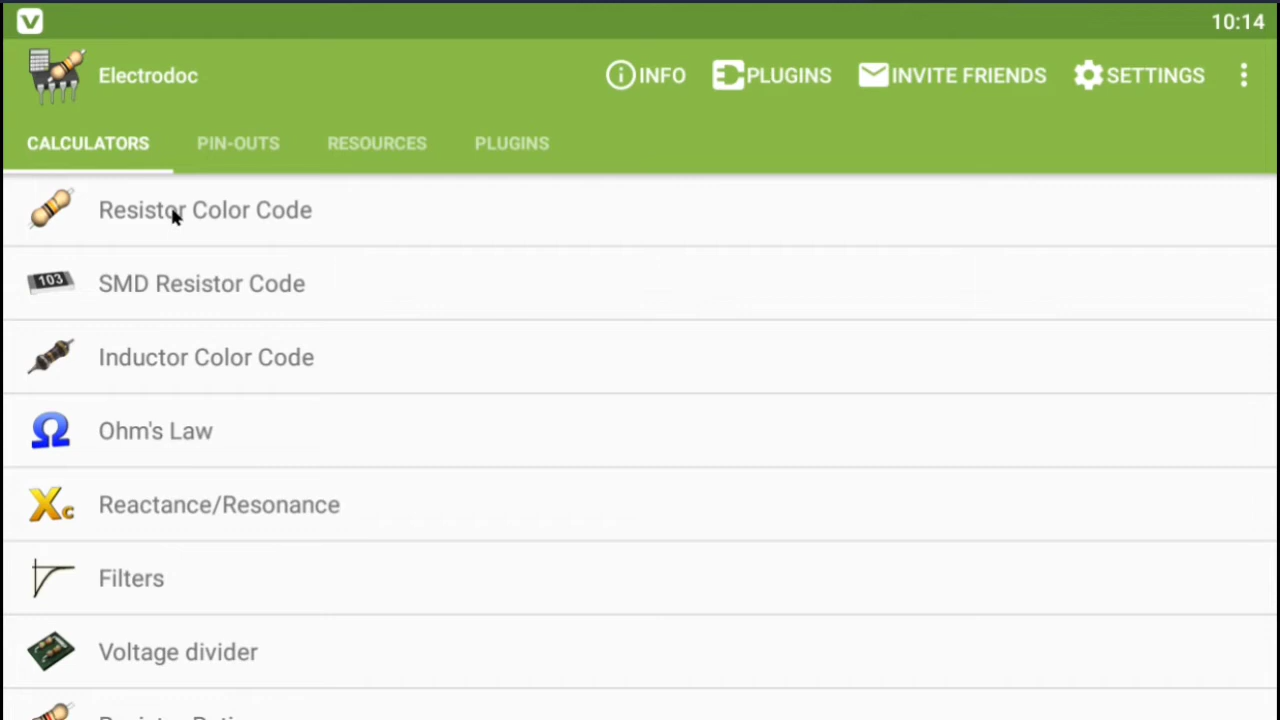 10:14
Electrodoc
INFO
PLUGINS
INVITE FRIENDS
SETTINGS
CALCULATORS
PIN-OUTS
RESOURCES
PLUGINS
Resistor Color Code
103
SMD Resistor Code
Inductor Color Code
Ω
Ohm's Law
Xc
Reactance/Resonance
Filters
Voltage divider